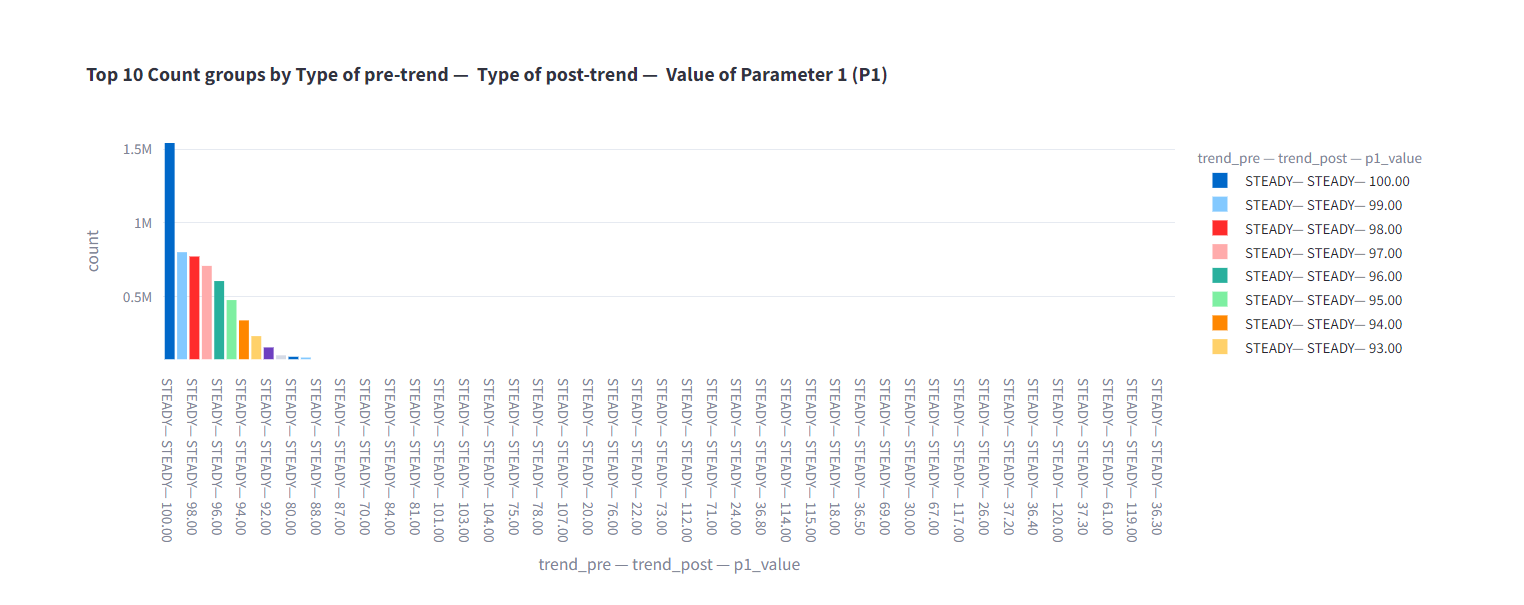 Top 10 Count groups by Type of pre-trend — Type of post-trend — Value of Parameter 1 (P1)
1.5M
1M
0.5M
count
trend_pre — trend_post — p1_value
STEADY— STEADY— 100.00
STEADY— STEADY— 99.00
STEADY— STEADY— 98.00
STEADY— STEADY— 97.00
STEADY— STEADY— 96.00
STEADY— STEADY— 95.00
STEADY— STEADY— 94.00
STEADY— STEADY— 93.00
STEADY— STEADY— 100.00
STEADY— STEADY— 98.00
STEADY— STEADY— 96.00
STEADY— STEADY— 94.00
STEADY— STEADY— 92.00
STEADY— STEADY— 80.00
STEADY— STEADY— 88.00
STEADY— STEADY— 87.00
STEADY— STEADY— 70.00
STEADY— STEADY— 84.00
STEADY— STEADY— 81.00
STEADY— STEADY— 101.00
STEADY— STEADY— 103.00
STEADY— STEADY— 104.00
STEADY— STEADY— 75.00
STEADY— STEADY— 78.00
STEADY— STEADY— 107.00
STEADY— STEADY— 20.00
STEADY— STEADY— 76.00
STEADY— STEADY— 22.00
STEADY— STEADY— 73.00
STEADY— STEADY— 112.00
STEADY— STEADY— 71.00
STEADY— STEADY— 24.00
STEADY— STEADY— 36.80
STEADY— STEADY— 114.00
STEADY— STEADY— 115.00
STEADY— STEADY— 18.00
STEADY— STEADY— 36.50
STEADY— STEADY— 69.00
STEADY— STEADY— 30.00
STEADY— STEADY— 67.00
STEADY— STEADY— 117.00
STEADY— STEADY— 26.00
STEADY— STEADY— 37.20
STEADY— STEADY— 36.40
STEADY— STEADY— 120.00
STEADY— STEADY— 37.30
STEADY— STEADY— 61.00
STEADY— STEADY— 119.00
STEADY— STEADY— 36.30
trend_pre — trend_post — p1_value